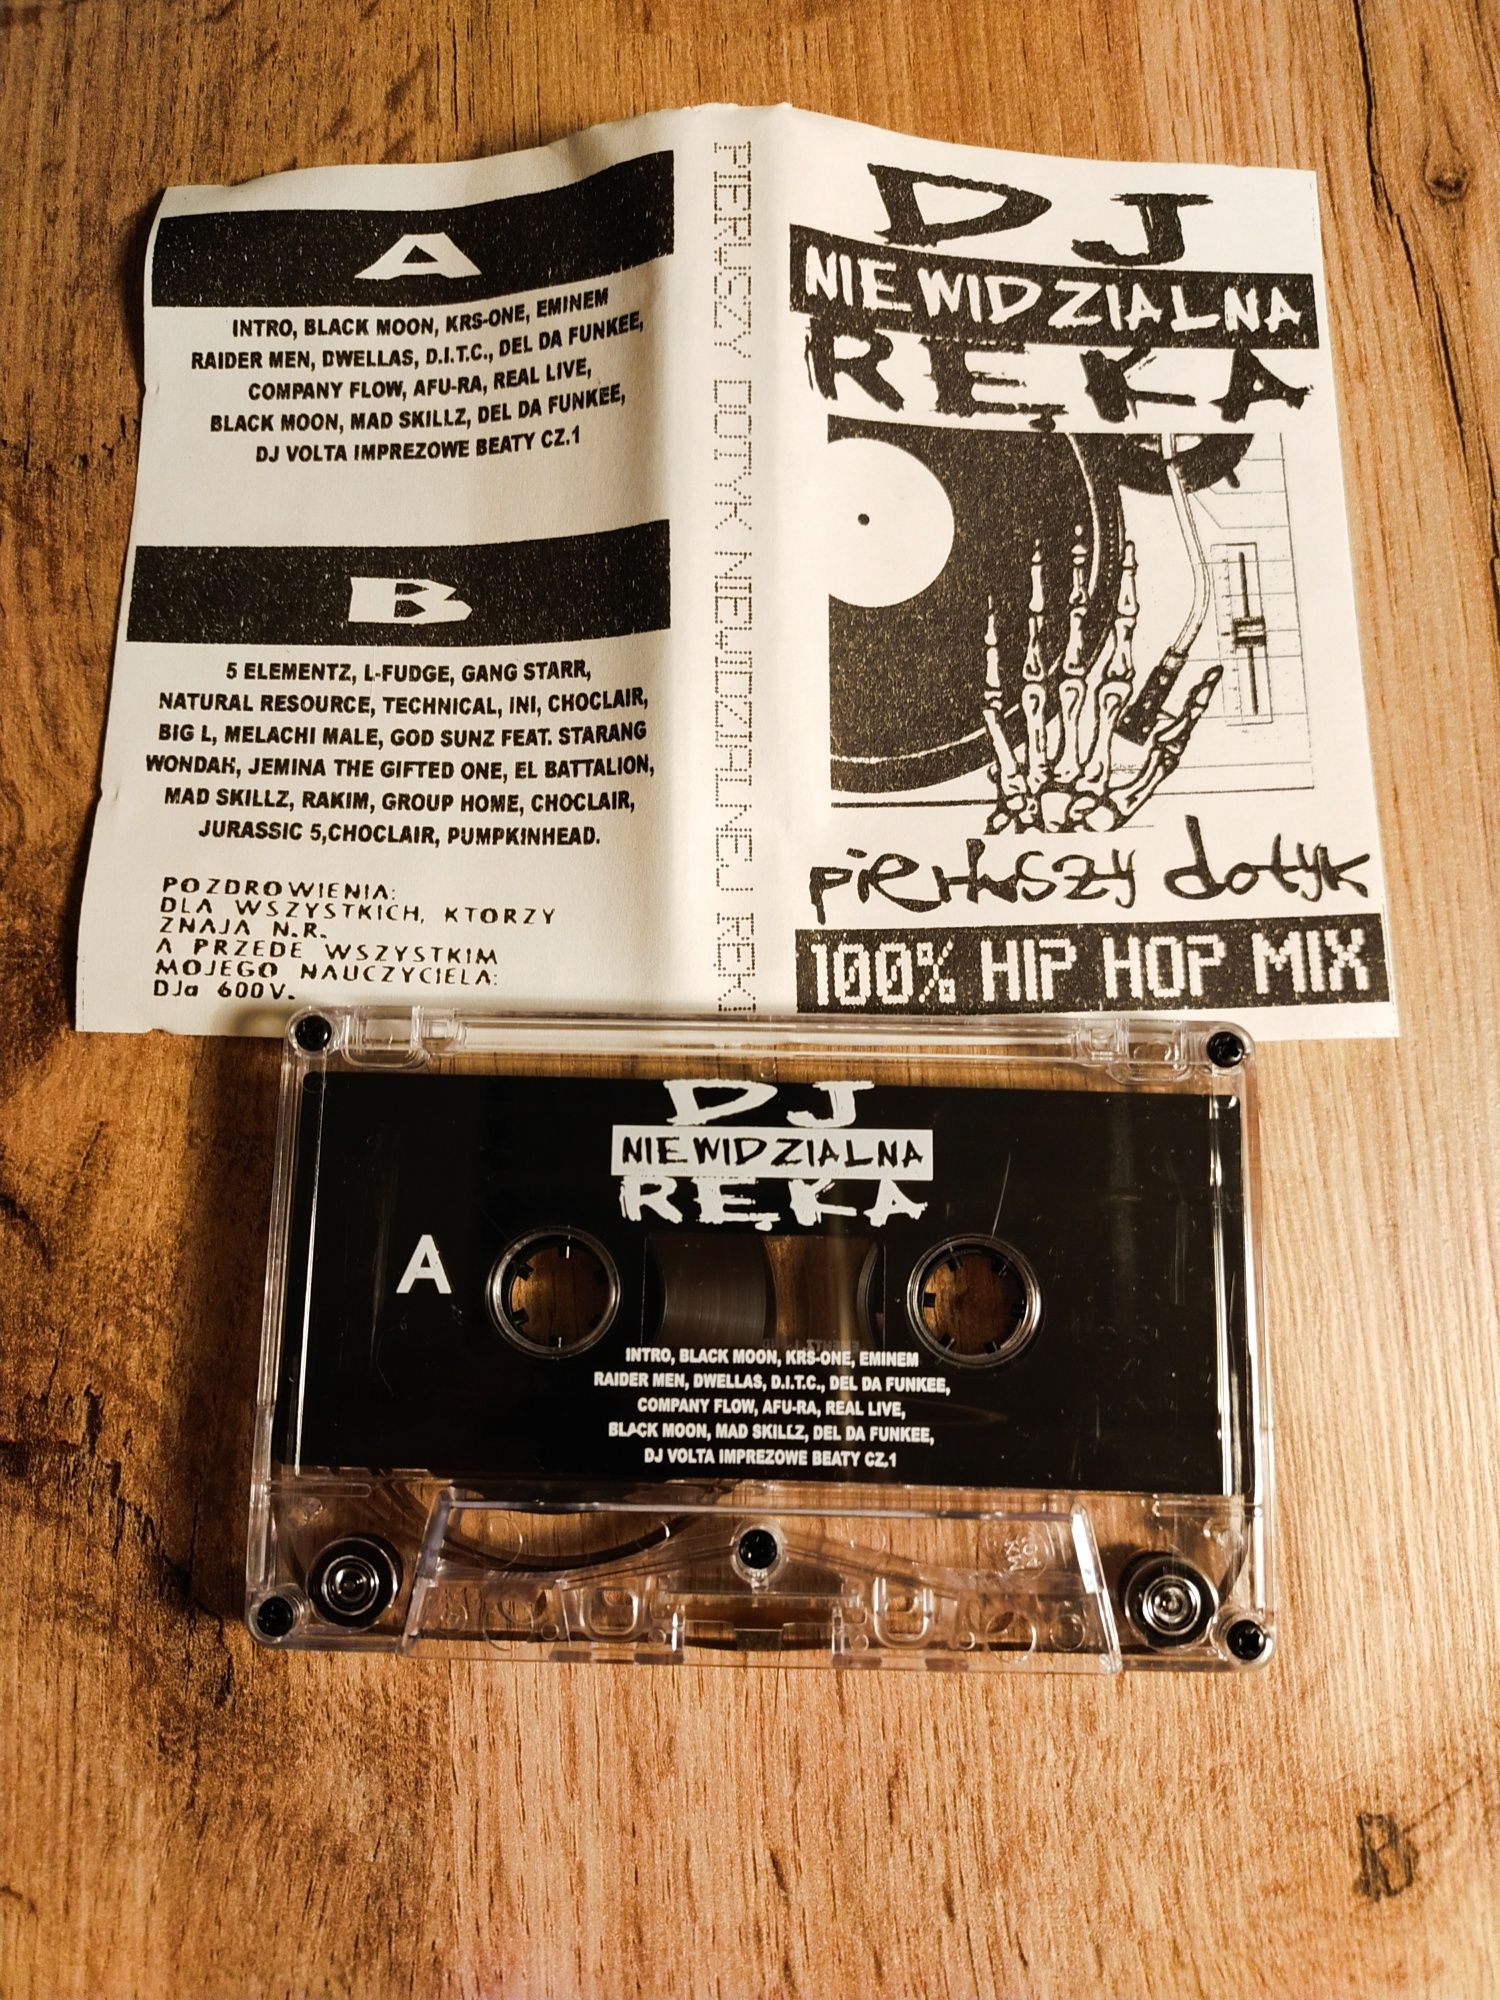 A
INTRO, BLACK MOON, KRS-ONE, EMINEM
RAIDER MEN, DWELLAS, D.I.T.C., DEL DA FUNKEE,
COMPANY FLOW, AFU-RA, REAL LIVE,
BLACK MOON, MAD SKILLZ, DEL DA FUNKEE,
DJ VOLTA IMPREZOWE BEATY CZ.1
B
5 ELEMENTZ, L-FUDGE, GANG STARR,
NATURAL RESOURCE, TECHNICAL, INI, CHOCLAIR,
BIG L, MELACHI MALE, GOD SUNZ FEAT. STARANG
WONDAH, JEMINA THE GIFTED ONE, EL BATTALION,
MAD SKILLZ, RAKIM, GROUP HOME, CHOCLAIR,
JURASSIC 5,CHOCLAIR, PUMPKINHEAD.
POZDROWIENIA:
DLA WSZYSTKICH, KTORZY
ZNAJA N.R.
A PRZEDE WSZYSTKIM
MOJEGO NAUCZYCIELA:
DJa 600V.
PIERWSZY DOTYK NIEWIDZIALNEJ RĘKI
DJ
NIEWIDZIALNA
RĘKA
pierwszy dotyk
100% HIP HOP MIX
DJ
NIEWIDZIALNA
RĘKA
A
INTRO, BLACK MOON, KRS-ONE, EMINEM
RAIDER MEN, DWELLAS, D.I.T.C., DEL DA FUNKEE,
COMPANY FLOW, AFU-RA, REAL LIVE,
BLACK MOON, MAD SKILLZ, DEL DA FUNKEE,
DJ VOLTA IMPREZOWE BEATY CZ.1